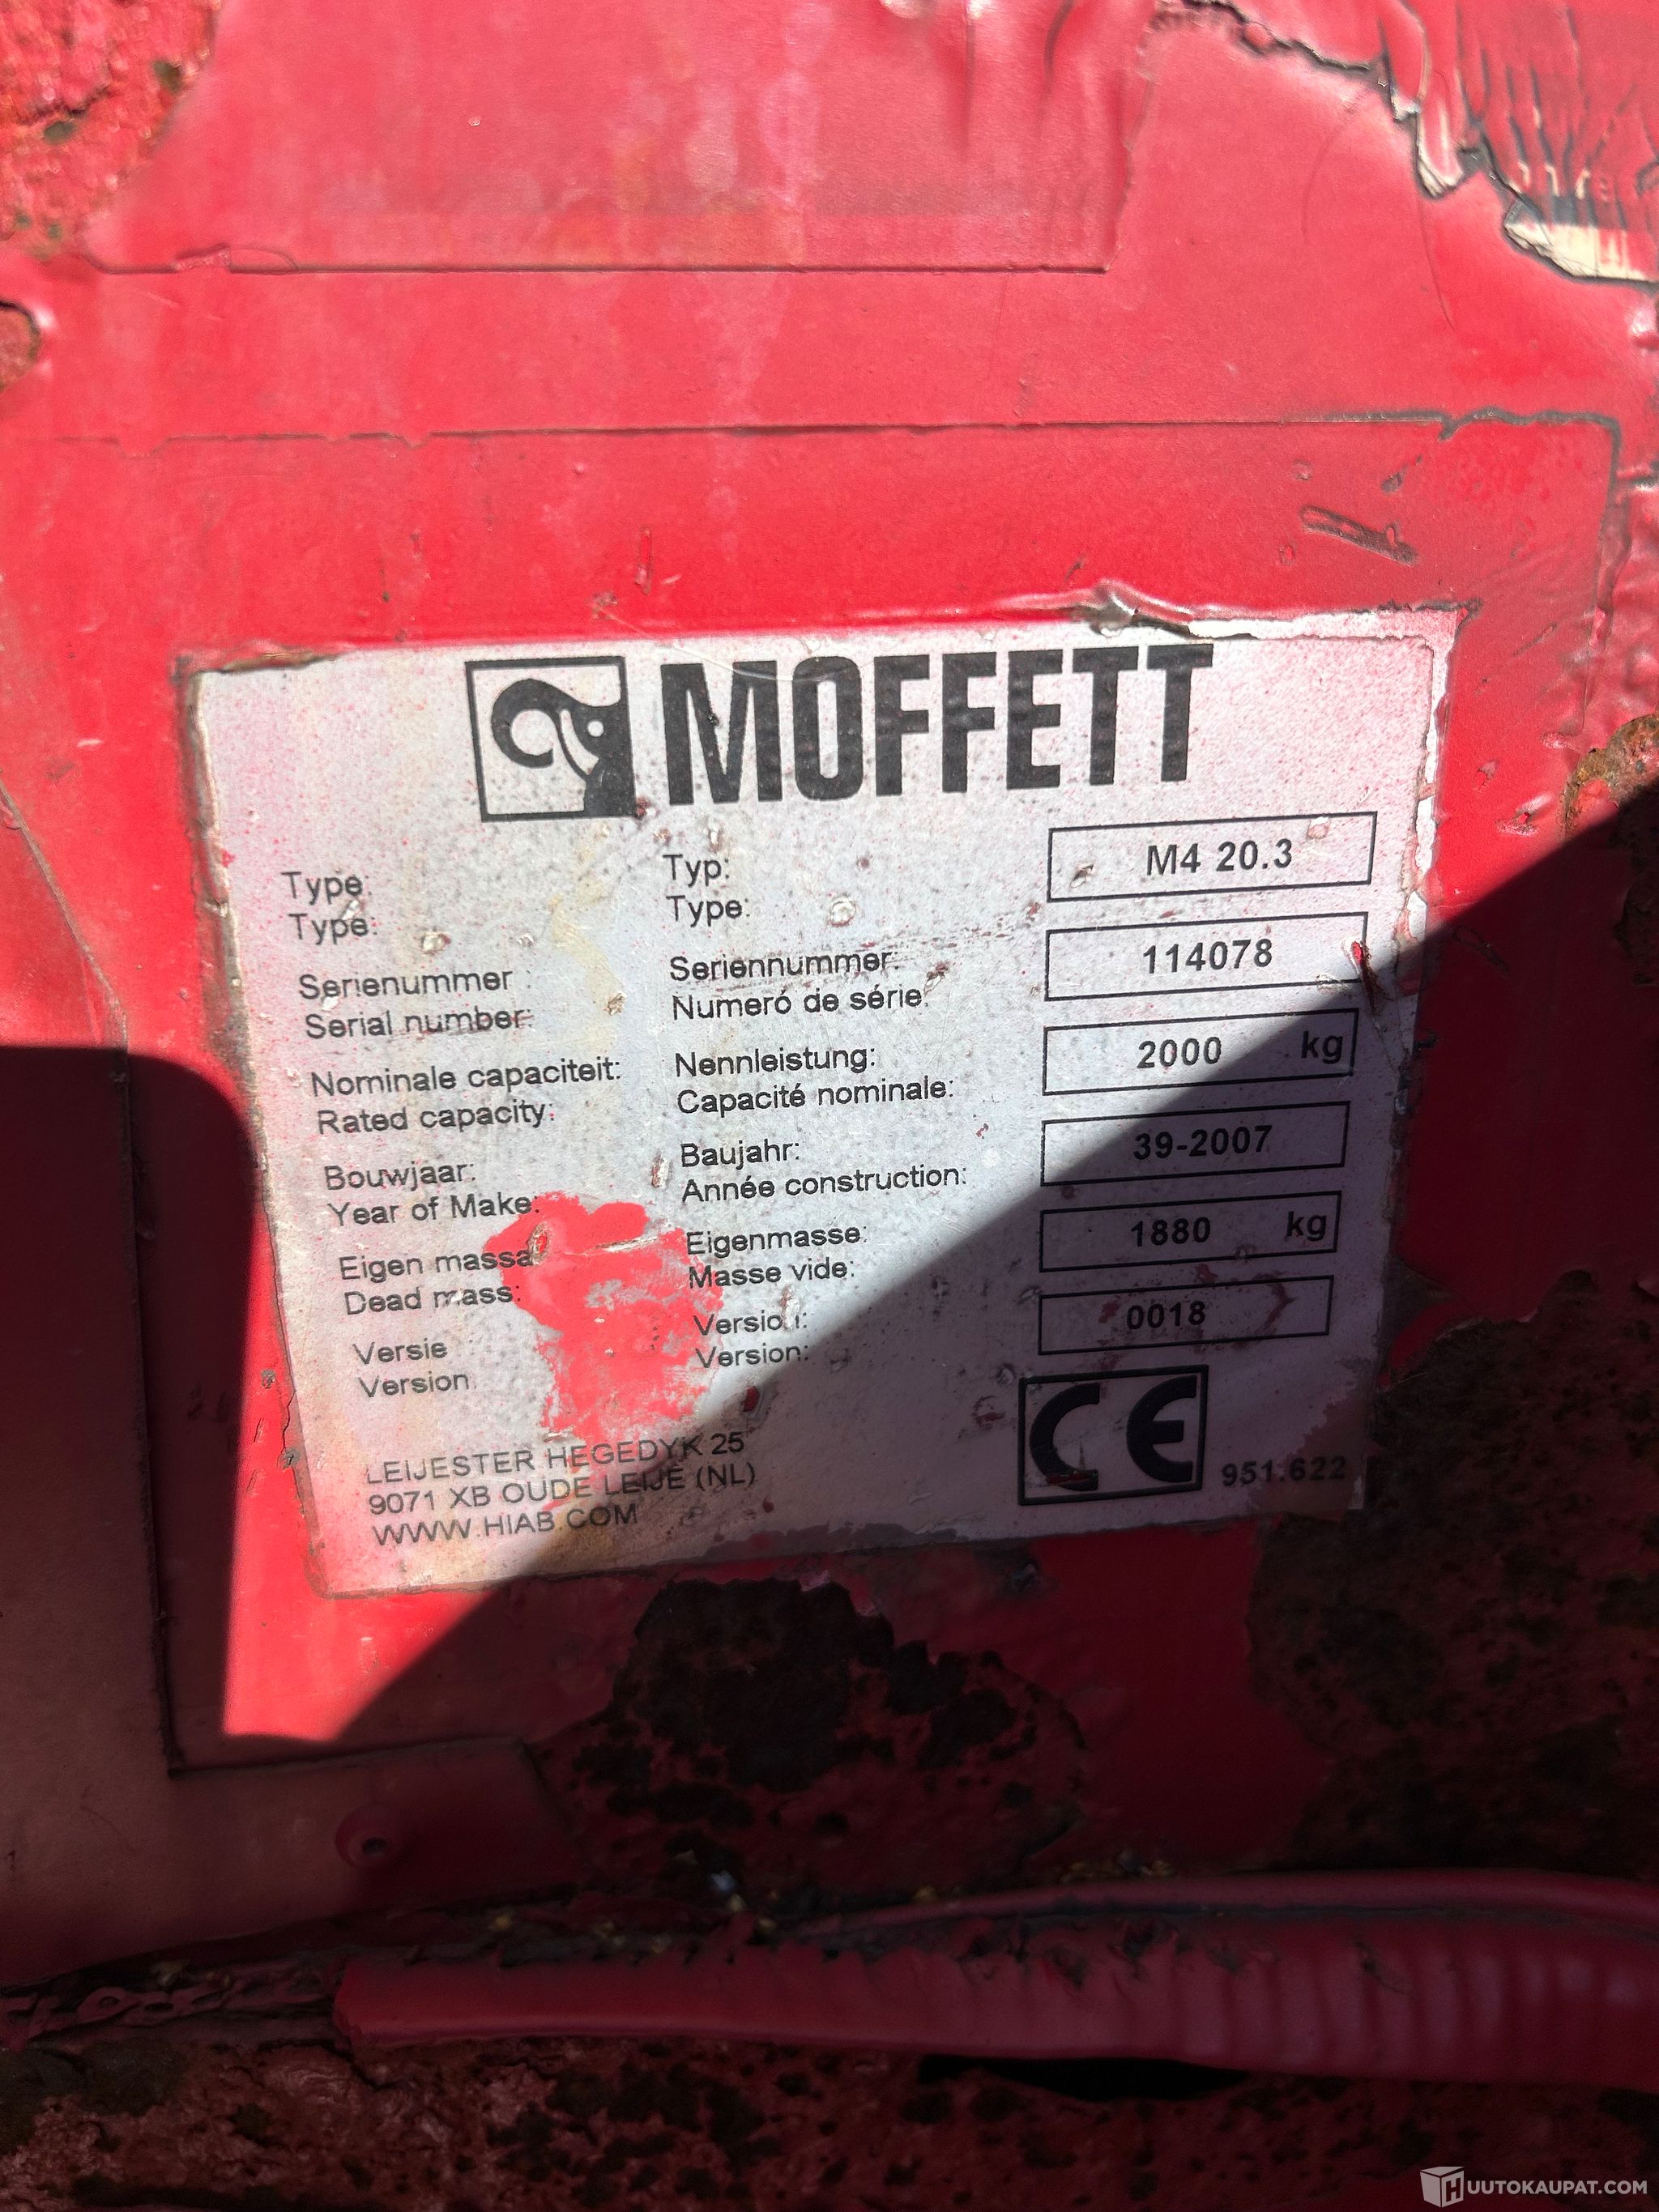 MOFFETT
Type: Typ: M4 20.3
Type: Type:
Serienummer : Seriennummer: 114078
Serial number: Numeró de série:
Nominale capaciteit: Nennleistung: 2000 kg
Rated capacity: Capacité nominale:
Bouwjaar: Baujahr: 39-2007
Year of Make: Année construction:
Eigen massa Eigenmasse: 1880 kg
Dead mass: Masse vide:
Versie : Version: 0018
Version Version:
LEIJESTER HEGEDYK 25
9071 XB OUDE LEIJE (NL)
WWW.HIAB.COM
CE 951.622
HUUTOKAUPAT.COM